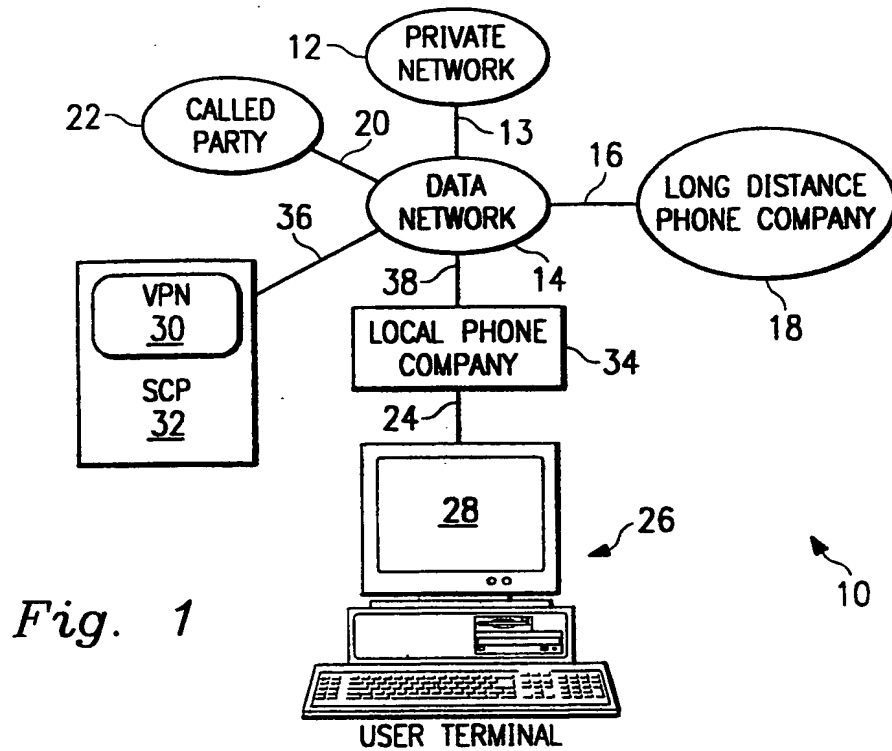 12
PRIVATE
NETWORK
22
CALLED
PARTY
20
13
DATA
NETWORK
16
LONG DISTANCE
PHONE COMPANY
36
38
14
18
VPN
30
SCP
32
LOCAL PHONE
COMPANY
34
24
28
26
10
Fig. 1
USER TERMINAL